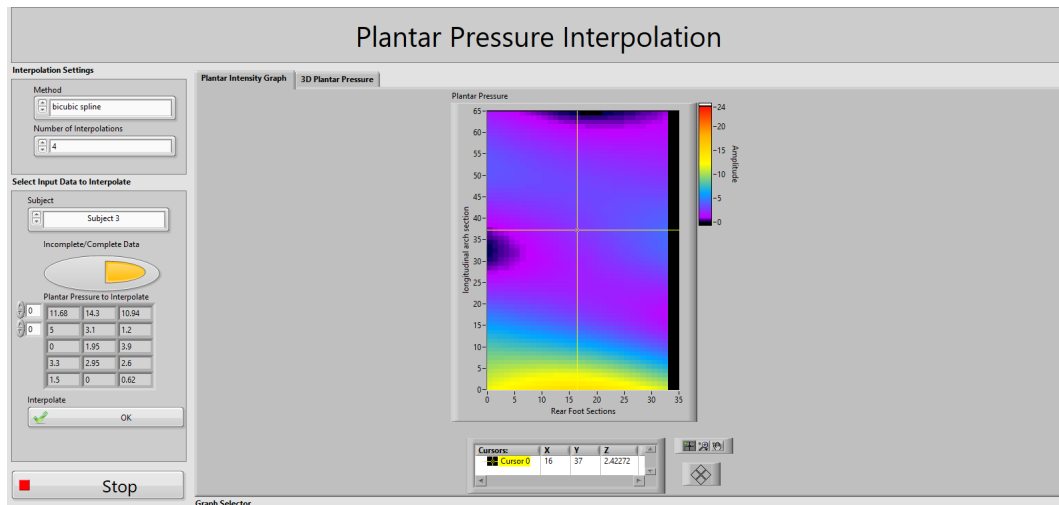 Plantar Pressure Interpolation
Interpolation Settings
Method
bicubic spline
Number of Interpolations
4
Select Input Data to Interpolate
Subject
Subject 3
Incomplete/Complete Data
Plantar Pressure to Interpolate
0
0
11.68 14.3 10.94
5 3.1 1.2
0 1.95 3.9
3.3 2.95 2.6
1.5 0 0.62
Interpolate
OK
Stop
Plantar Intensity Graph 3D Plantar Pressure
Plantar Pressure
longitudinal arch section
65-
60-
55-
50-
45-
40-
35-
30-
25-
20-
15-
10-
5-
0-
0 5 10 15 20 25 30 35
Rear Foot Sections
-24
-20
-15
-10
-5
-0
Amplitude
Cursors: X Y Z
Cursor 0 16 37 2.42272
Graph Selector